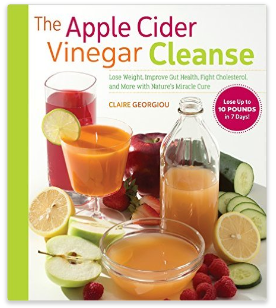 The Apple Cider
Vinegar Cleanse
Lose Weight, Improve Gut Health, Fight Cholesterol,
and More with Nature's Miracle Cure
CLAIRE GEORGIOU
Lose Up to
10 POUNDS
in 7 Days!